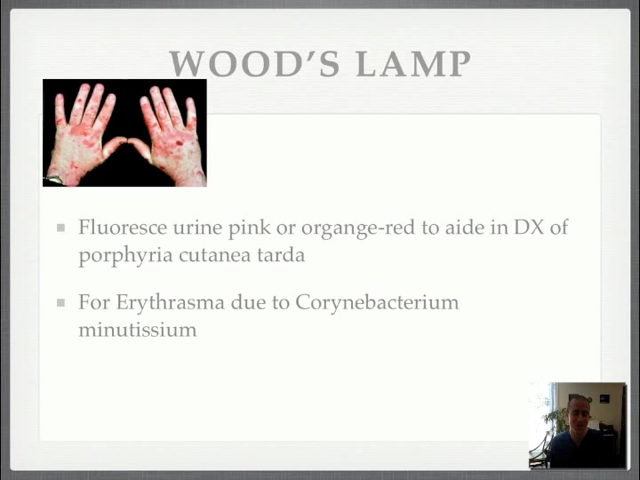 WOOD'S LAMP
Fluoresce urine pink or organge-red to aide in DX of
porphyria cutanea tarda
For Erythrasma due to Corynebacterium
minutissium